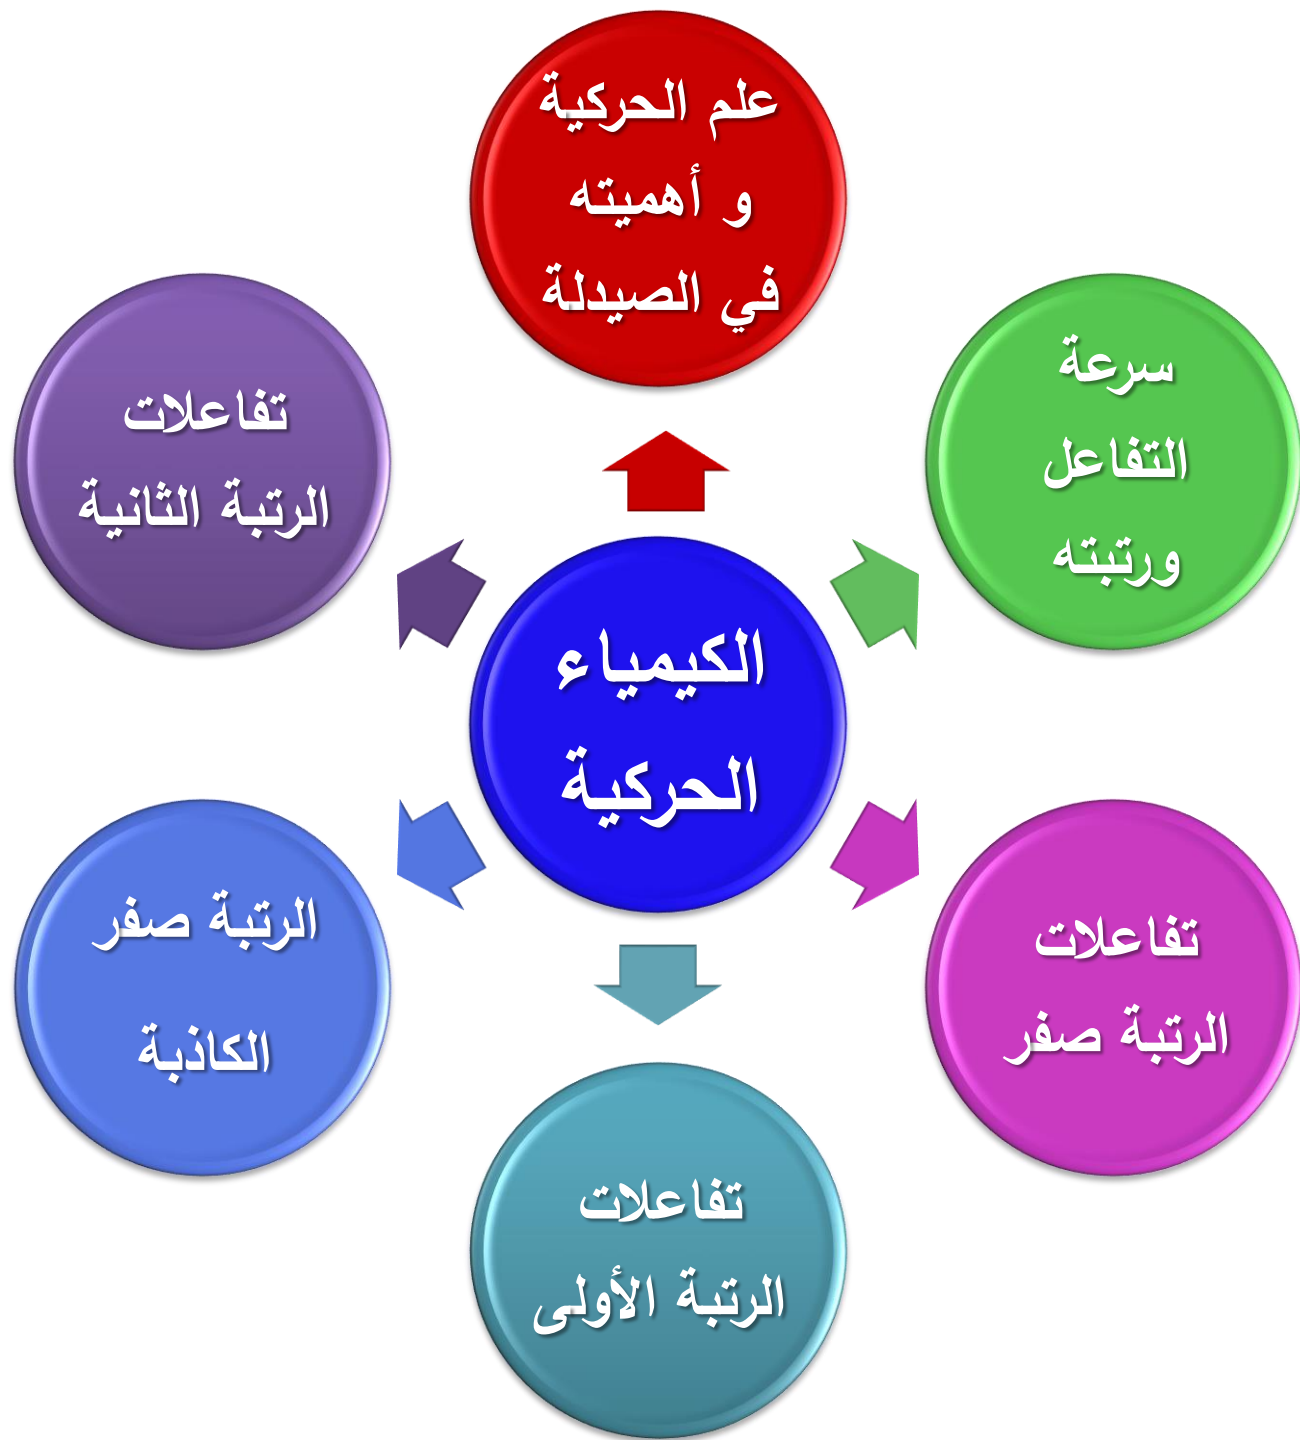 علم الحركية
و أهميته
في الصيدلة
سرعة
التفاعل
ورتبته
تفاعلات
الرتبة الثانية
الكيمياء
الحركية
تفاعلات
الرتبة صفر
الرتبة صفر
الكاذبة
تفاعلات
الرتبة الأولى